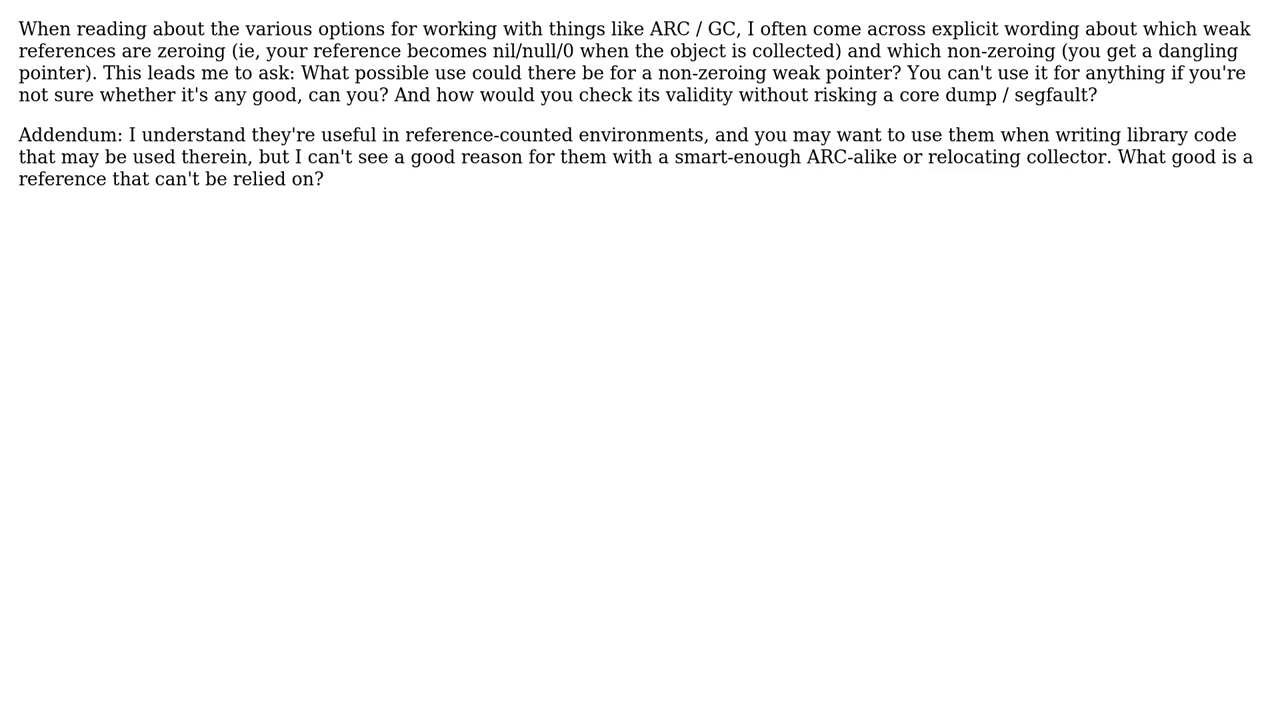 When reading about the various options for working with things like ARC / GC, I often come across explicit wording about which weak
references are zeroing (ie, your reference becomes nil/null/0 when the object is collected) and which non-zeroing (you get a dangling
pointer). This leads me to ask: What possible use could there be for a non-zeroing weak pointer? You can't use it for anything if you're
not sure whether it's any good, can you? And how would you check its validity without risking a core dump / segfault?
Addendum: I understand they're useful in reference-counted environments, and you may want to use them when writing library code
that may be used therein, but I can't see a good reason for them with a smart-enough ARC-alike or relocating collector. What good is a
reference that can't be relied on?